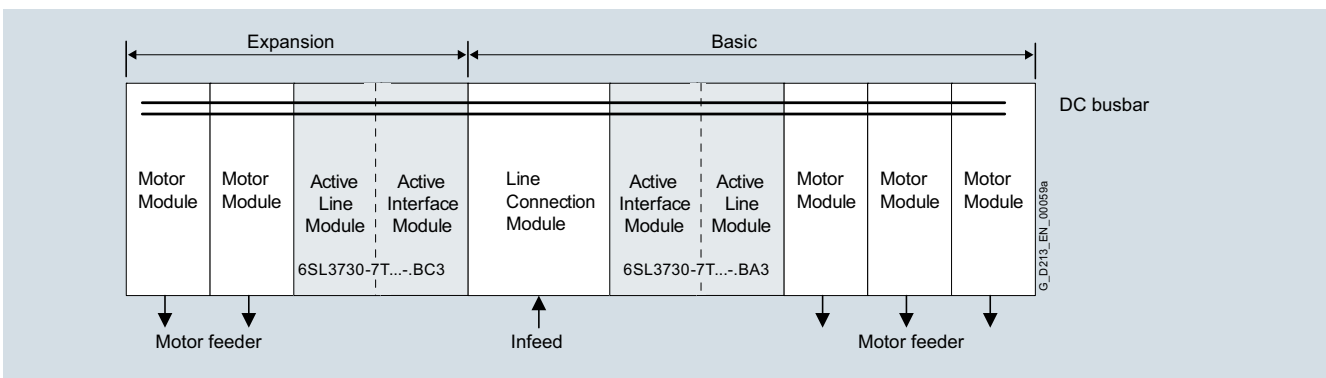 Expansion
Basic
DC busbar
Motor
Module
Motor
Module
Active
Line
Module
Active
Interface
Module
6SL3730-7T...-.BC3
Line
Connection
Module
Active
Interface
Module
Active
Line
Module
6SL3730-7T...-.BA3
Motor
Module
Motor
Module
Motor
Module
G_D213_EN_00059a
Motor feeder
Infeed
Motor feeder